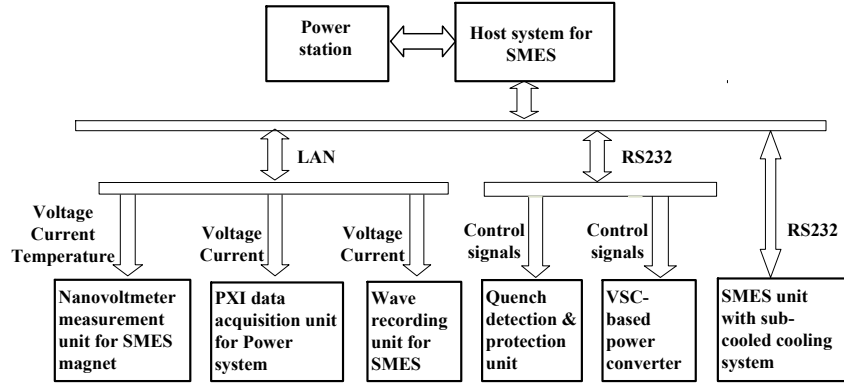 Power
station
Host system for
SMES
LAN
RS232
Voltage
Current
Temperature
Voltage
Current
Voltage
Current
Control
signals
Control
signals
RS232
Nanovoltmeter
measurement
unit for SMES
magnet
PXI data
acquisition unit
for Power
system
Wave
recording
unit for
SMES
Quench
detection &
protection
unit
VSC-
based
power
converter
SMES unit
with sub-
cooled cooling
system